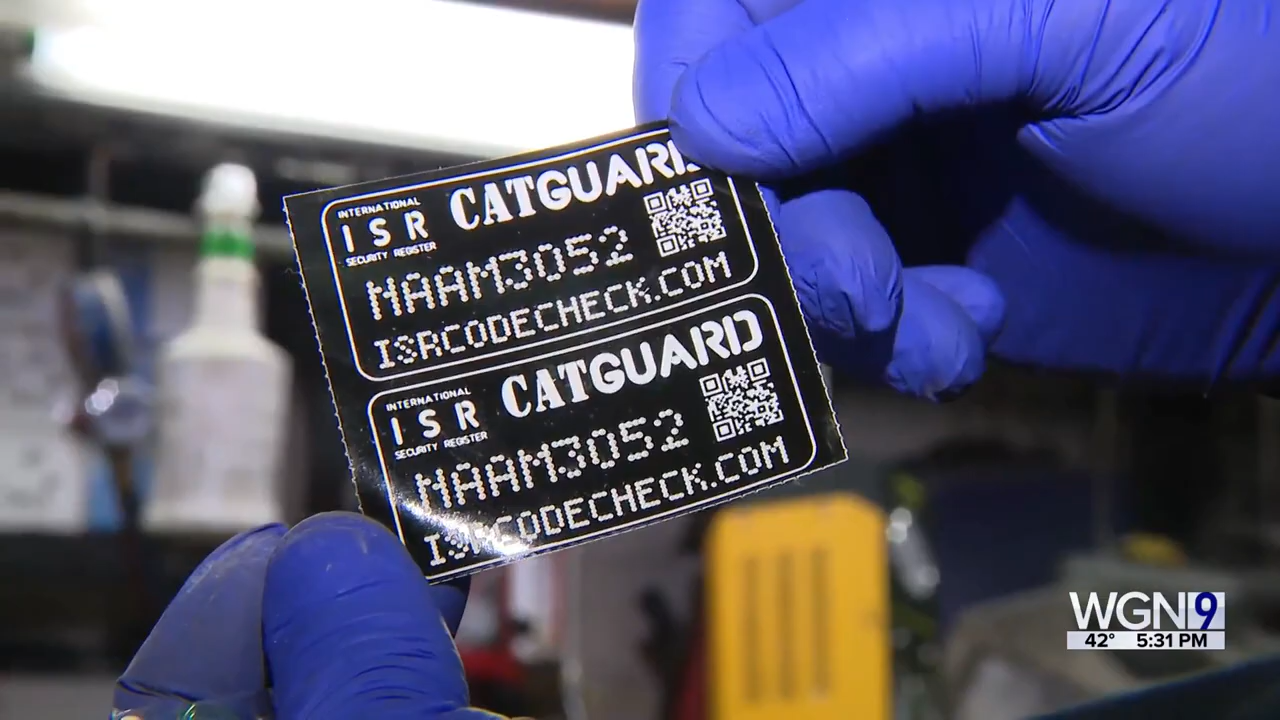 INTERNATIONAL
ISR
SECURITY REGISTER
CATGUARD
NAAM3052
ISRCODECHECK.COM
INTERNATIONAL
ISR
SECURITY REGISTER
CATGUARD
NAAM3052
ISRCODECHECK.COM
WGN9
42° 5:31 PM